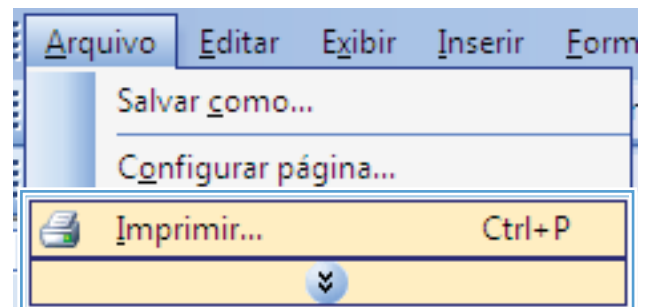 Arquivo Editar Exibir Inserir Form
Salvar como...
Configurar página...
Imprimir... Ctrl+P